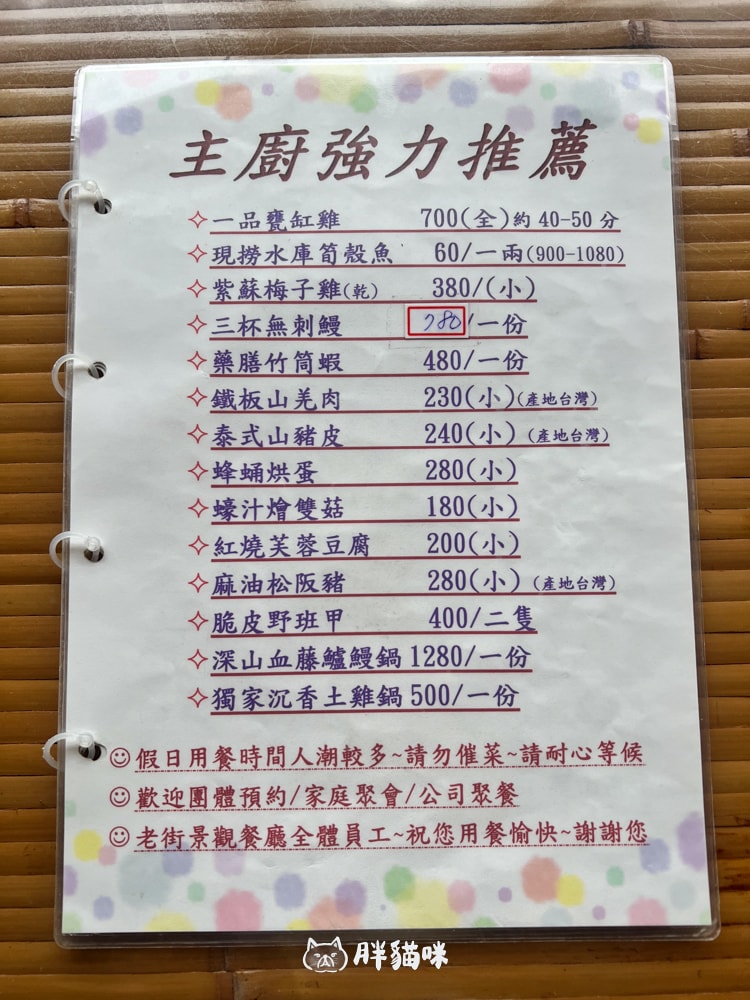 主廚強力推薦
✧一品甕缸雞 700(全)約40-50分
✧現撈水庫筍殼魚 60/一兩(900-1080)
✧紫蘇梅子雞(乾) 380/(小)
✧三杯無刺鰻 /一份
✧藥膳竹筒蝦 480/一份
✧鐵板山羌肉 230(小)(產地台灣)
✧泰式山豬皮 240(小)(產地台灣)
✧蜂蛹烘蛋 280(小)
✧蠔汁燴雙菇 180(小)
✧紅燒芙蓉豆腐 200(小)
✧麻油松阪豬 280(小)(產地台灣)
✧脆皮野班甲 400/二隻
✧深山血藤鱸鰻鍋1280/一份
✧獨家沉香土雞鍋500/一份
☺假日用餐時間人潮較多~請勿催菜~請耐心等候
☺歡迎團體預約/家庭聚會/公司聚餐
☺老街景觀餐廳全體員工~祝您用餐愉快~謝謝您
胖貓咪